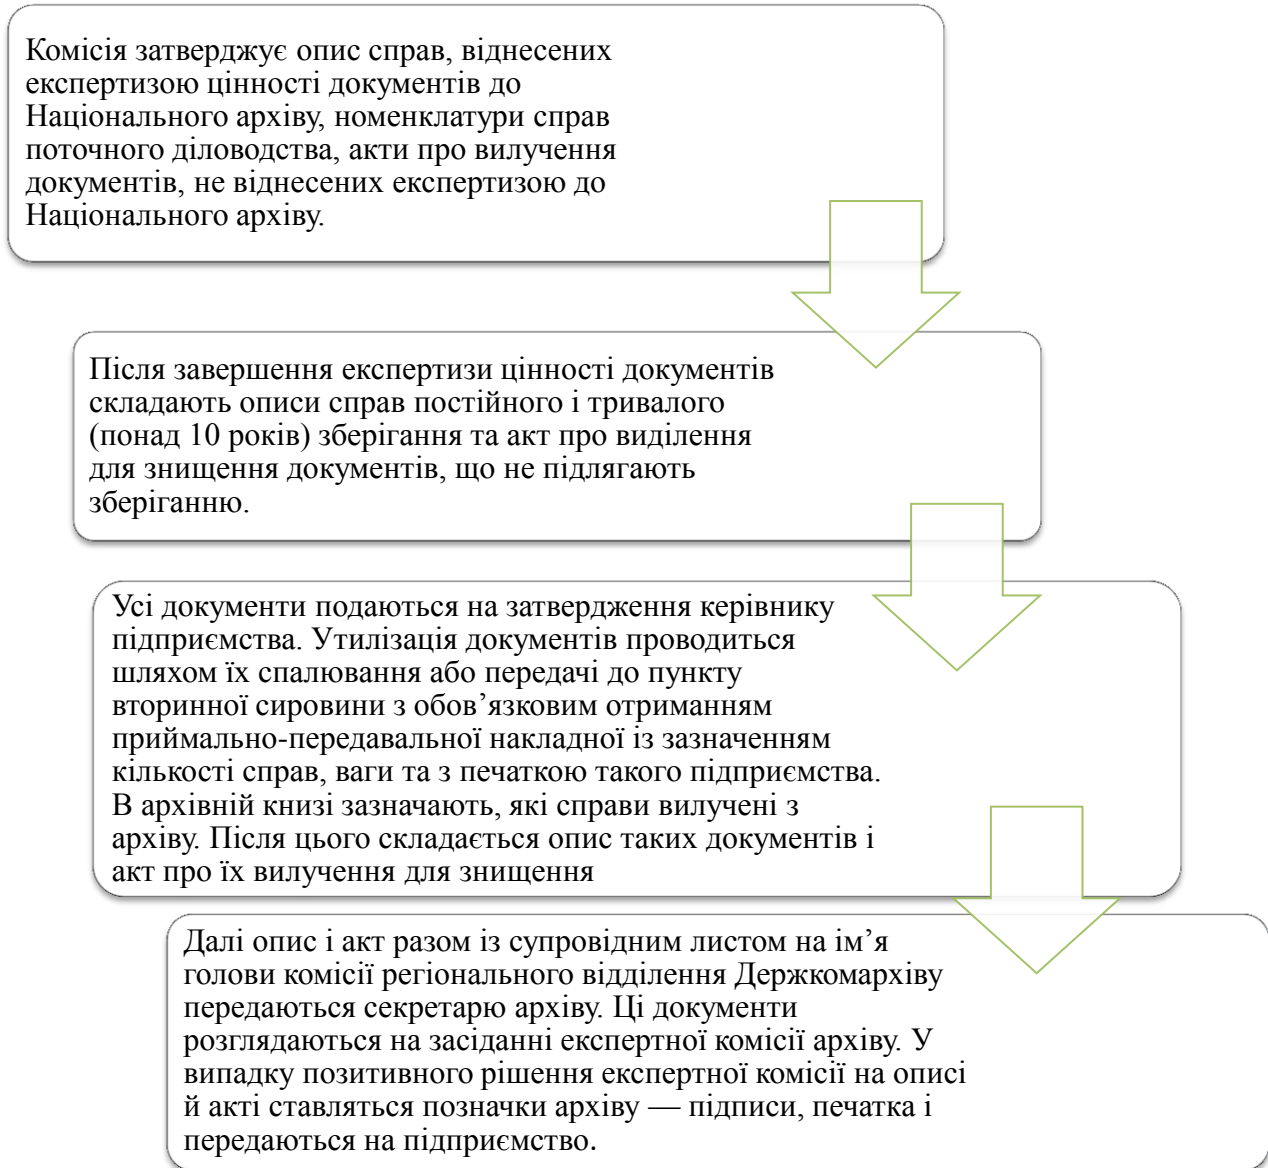 Комісія затверджує опис справ, віднесених
експертизою цінності документів до
Національного архіву, номенклатури справ
поточного діловодства, акти про вилучення
документів, не віднесених експертизою до
Національного архіву.
Після завершення експертизи цінності документів
складають описи справ постійного і тривалого
(понад 10 років) зберігання та акт про виділення
для знищення документів, що не підлягають
зберіганню.
Усі документи подаються на затвердження керівнику
підприємства. Утилізація документів проводиться
шляхом їх спалювання або передачі до пункту
вторинної сировини з обов’язковим отриманням
приймально-передавальної накладної із зазначенням
кількості справ, ваги та з печаткою такого підприємства.
В архівній книзі зазначають, які справи вилучені з
архіву. Після цього складається опис таких документів і
акт про їх вилучення для знищення
Далі опис і акт разом із супровідним листом на ім’я
голови комісії регіонального відділення Держкомархіву
передаються секретарю архіву. Ці документи
розглядаються на засіданні експертної комісії архіву. У
випадку позитивного рішення експертної комісії на описі
й акті ставляться позначки архіву — підписи, печатка і
передаються на підприємство.